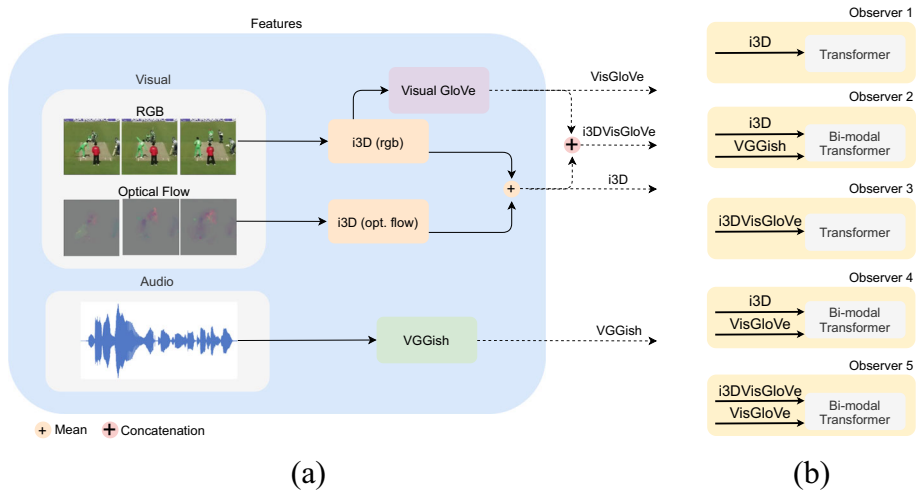 Features
Visual
RGB
Optical Flow
Audio
Visual GloVe
i3D (rgb)
i3D (opt. flow)
VGGish
VisGloVe
i3DVisGloVe
i3D
VGGish
+ Mean
+ Concatenation
(a)
Observer 1
i3D
Transformer
Observer 2
i3D
VGGish
Bi-modal
Transformer
Observer 3
i3DVisGloVe
Transformer
Observer 4
i3D
VisGloVe
Bi-modal
Transformer
Observer 5
i3DVisGloVe
VisGloVe
Bi-modal
Transformer
(b)